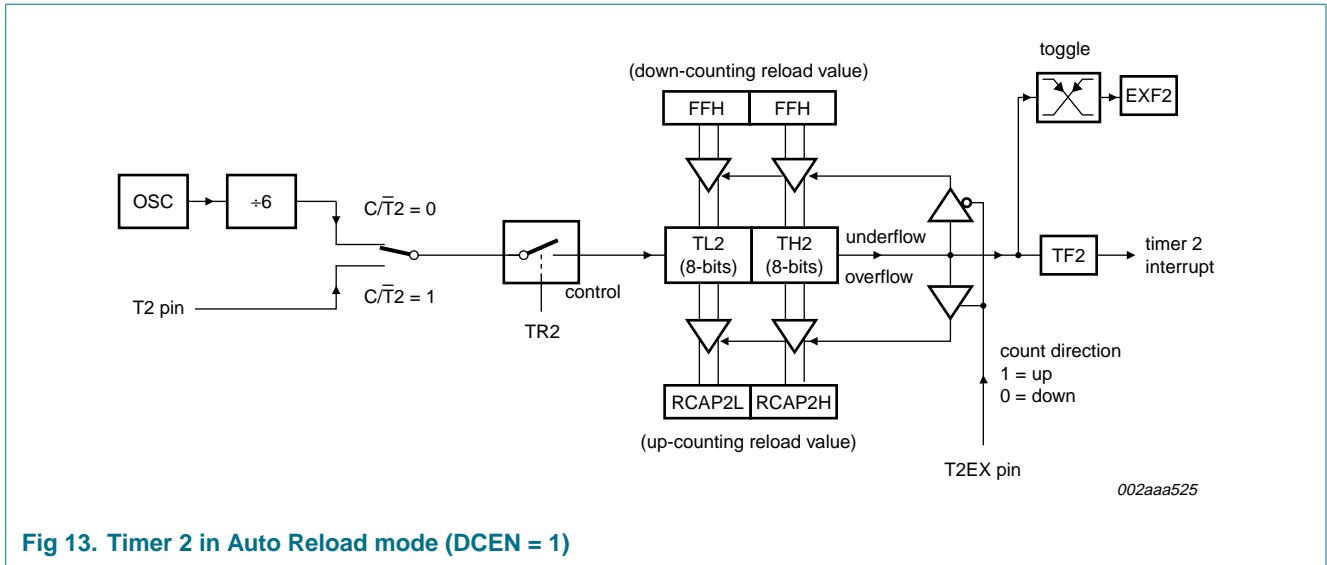 toggle
(down-counting reload value)
FFH FFH
EXF2
OSC
÷6
C/T̅2 = 0
TL2
(8-bits)
TH2
(8-bits)
underflow
overflow
TF2
timer 2
interrupt
C/T̅2 = 1
control
T2 pin
TR2
count direction
1 = up
0 = down
RCAP2L RCAP2H
(up-counting reload value)
T2EX pin
002aaa525
Fig 13. Timer 2 in Auto Reload mode (DCEN = 1)